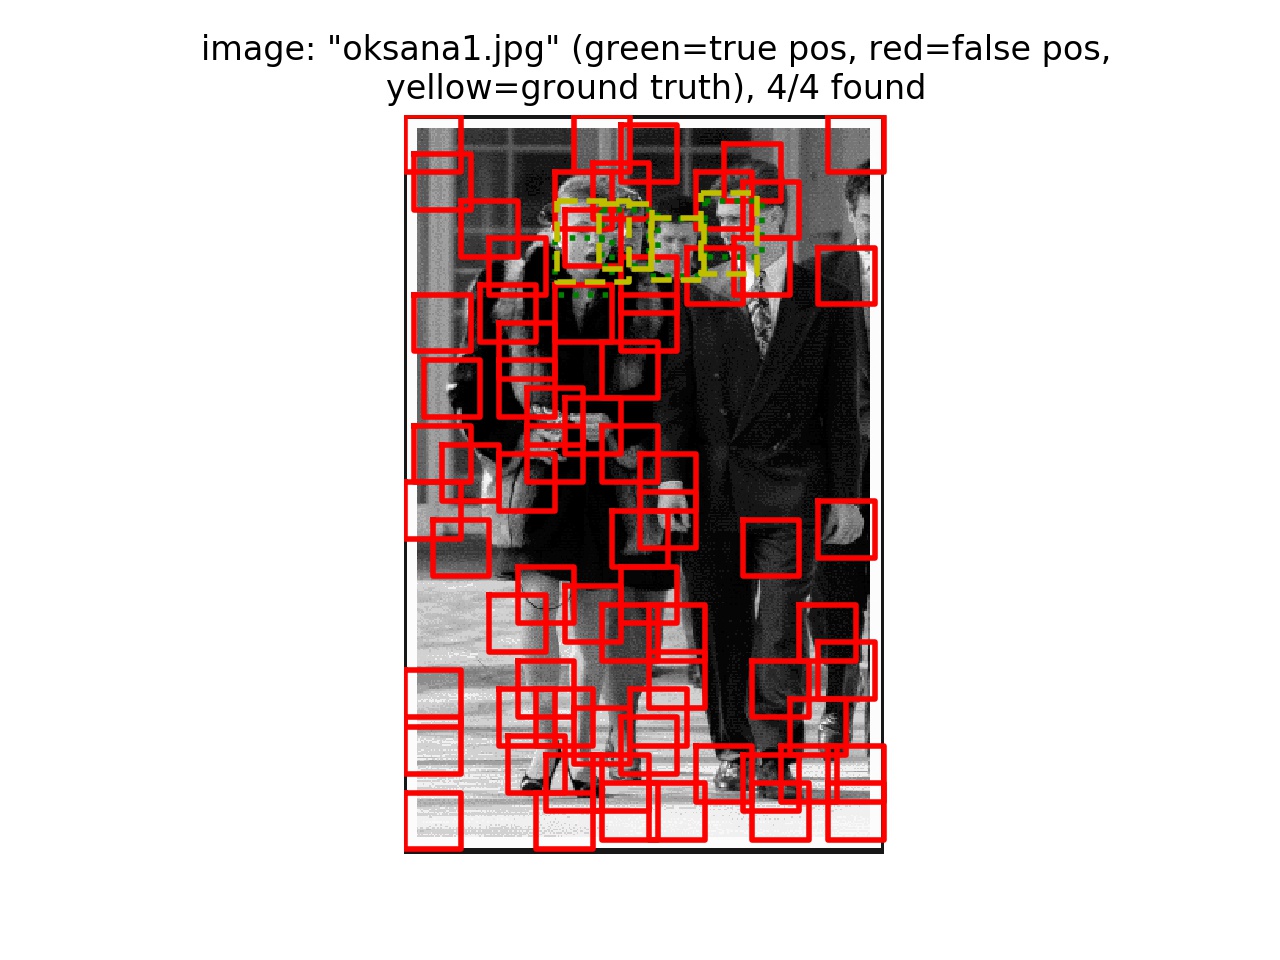 image: "oksana1.jpg" (green=true pos, red=false pos,
yellow=ground truth), 4/4 found